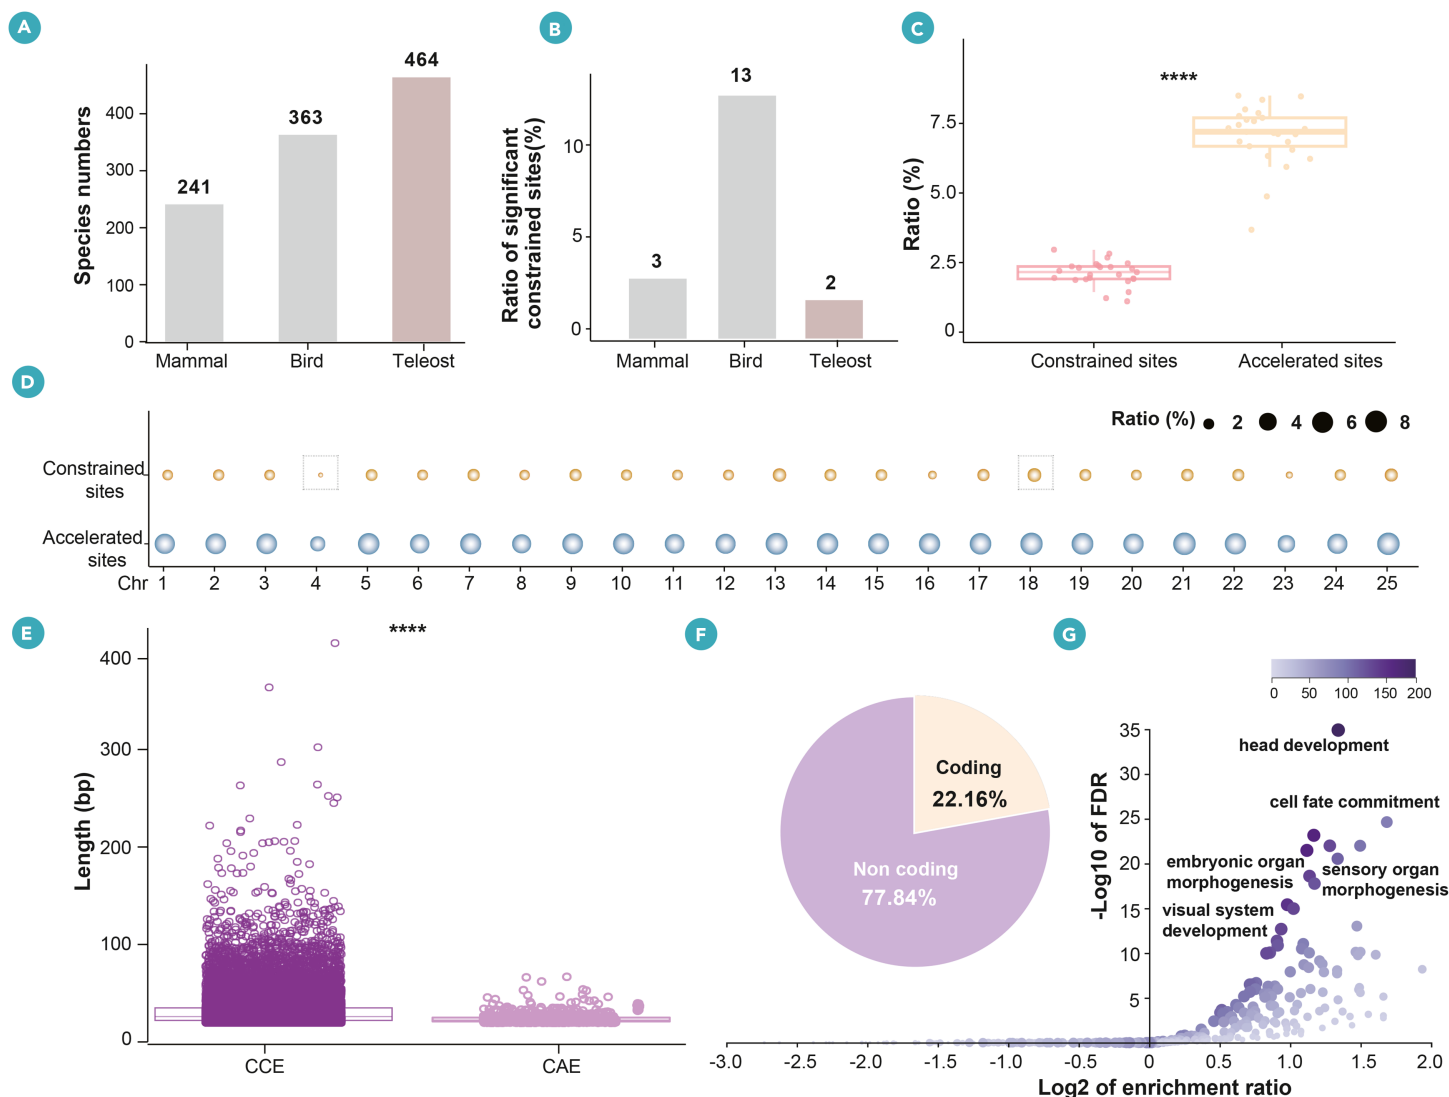 A
Species numbers
400
300
200
100
0
241
363
464
Mammal
Bird
Teleost
B
Ratio of significant
constrained sites(%)
10
5
0
3
13
2
Mammal
Bird
Teleost
C
Ratio (%)
7.5
5.0
2.5
0
****
Constrained sites
Accelerated sites
D
Ratio (%) 2 4 6 8
Constrained
sites
Accelerated
sites
Chr 1 2 3 4 5 6 7 8 9 10 11 12 13 14 15 16 17 18 19 20 21 22 23 24 25
E
Length (bp)
400
300
200
100
0
****
CCE
CAE
F
Coding
22.16%
Non coding
77.84%
G
0 50 100 150 200
-Log10 of FDR
35
30
25
20
15
10
5
head development
cell fate commitment
embryonic organ
morphogenesis
sensory organ
morphogenesis
visual system
development
-3.0 -2.5 -2.0 -1.5 -1.0 -0.5 0 0.5 1.0 1.5 2.0
Log2 of enrichment ratio